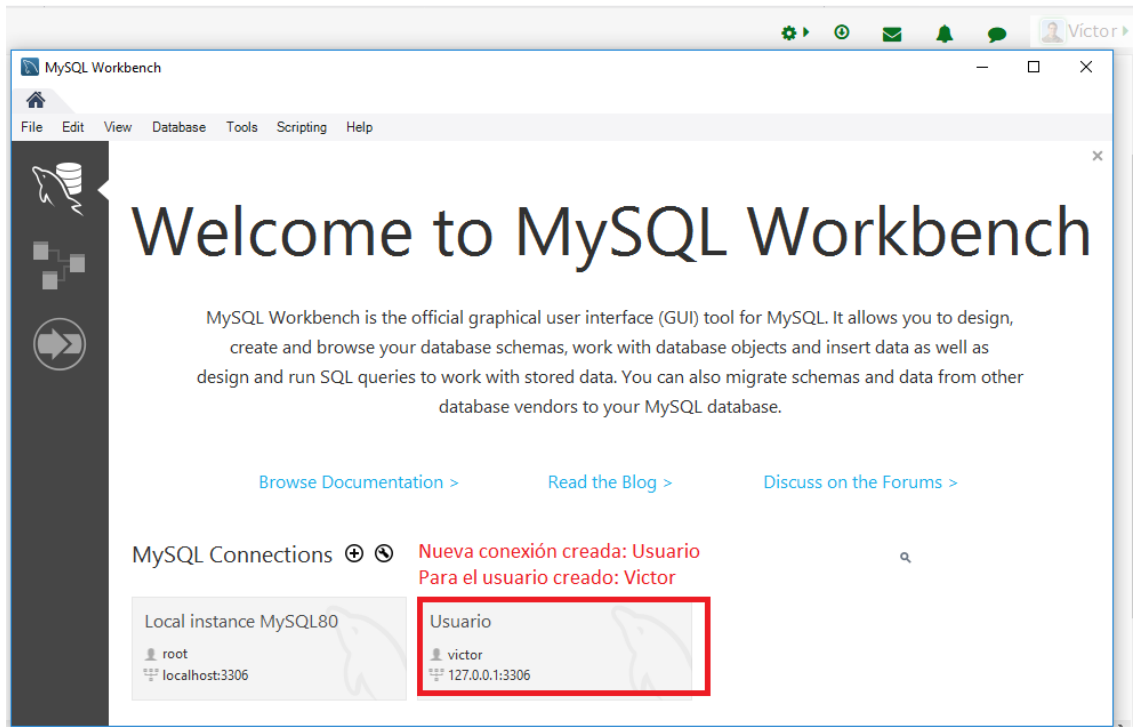 Víctor
MySQL Workbench
File Edit View Database Tools Scripting Help
Welcome to MySQL Workbench
MySQL Workbench is the official graphical user interface (GUI) tool for MySQL. It allows you to design,
create and browse your database schemas, work with database objects and insert data as well as
design and run SQL queries to work with stored data. You can also migrate schemas and data from other
database vendors to your MySQL database.
Browse Documentation > Read the Blog > Discuss on the Forums >
MySQL Connections
Nueva conexión creada: Usuario
Para el usuario creado: Victor
Local instance MySQL80
root
localhost:3306
Usuario
victor
127.0.0.1:3306